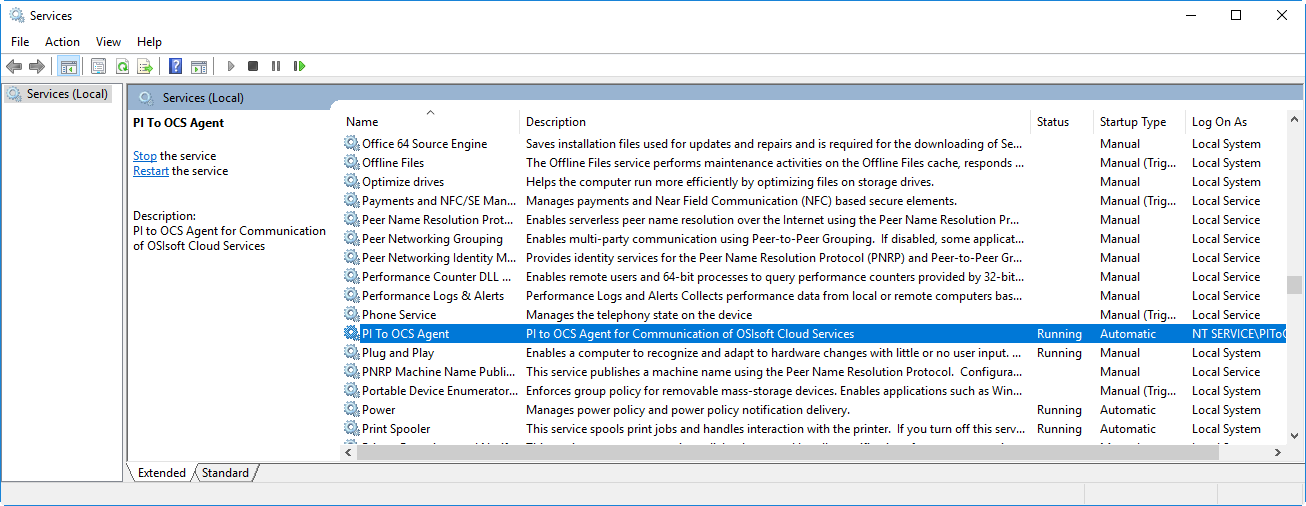 Services
File Action View Help
Services (Local)
Services (Local)
PI To OCS Agent
Stop the service
Restart the service
Description:
PI to OCS Agent for Communication
of OSIsoft Cloud Services
Name Description Status Startup Type Log On As
Office 64 Source Engine Saves installation files used for updates and repairs and is required for the downloading of Se... Manual Local System
Offline Files The Offline Files service performs maintenance activities on the Offline Files cache, responds ... Manual (Trig... Local System
Optimize drives Helps the computer run more efficiently by optimizing files on storage drives. Manual Local System
Payments and NFC/SE Man... Manages payments and Near Field Communication (NFC) based secure elements. Manual (Trig... Local Service
Peer Name Resolution Prot... Enables serverless peer name resolution over the Internet using the Peer Name Resolution Pr... Manual Local Service
Peer Networking Grouping Enables multi-party communication using Peer-to-Peer Grouping. If disabled, some applicat... Manual Local Service
Peer Networking Identity M... Provides identity services for the Peer Name Resolution Protocol (PNRP) and Peer-to-Peer Gr... Manual Local Service
Performance Counter DLL ... Enables remote users and 64-bit processes to query performance counters provided by 32-bit... Manual Local Service
Performance Logs & Alerts Performance Logs and Alerts Collects performance data from local or remote computers bas... Manual Local Service
Phone Service Manages the telephony state on the device Manual (Trig... Local Service
PI To OCS Agent PI to OCS Agent for Communication of OSIsoft Cloud Services Running Automatic NT SERVICE\PIToC
Plug and Play Enables a computer to recognize and adapt to hardware changes with little or no user input. ... Running Manual Local System
PNRP Machine Name Publi... This service publishes a machine name using the Peer Name Resolution Protocol. Configura... Manual Local Service
Portable Device Enumerator... Enforces group policy for removable mass-storage devices. Enables applications such as Win... Manual (Trig... Local System
Power Manages power policy and power policy notification delivery. Running Automatic Local System
Print Spooler This service spools print jobs and handles interaction with the printer. If you turn off this serv... Running Automatic Local System
Extended Standard